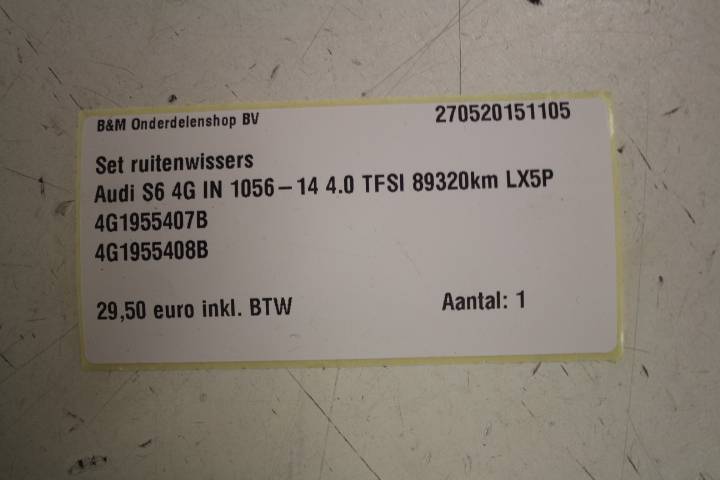 B&M Onderdelenshop BV 270520151105
Set ruitenwissers
Audi S6 4G IN 1056-14 4.0 TFSI 89320km LX5P
4G1955407B
4G1955408B
29,50 euro inkl. BTW Aantal: 1